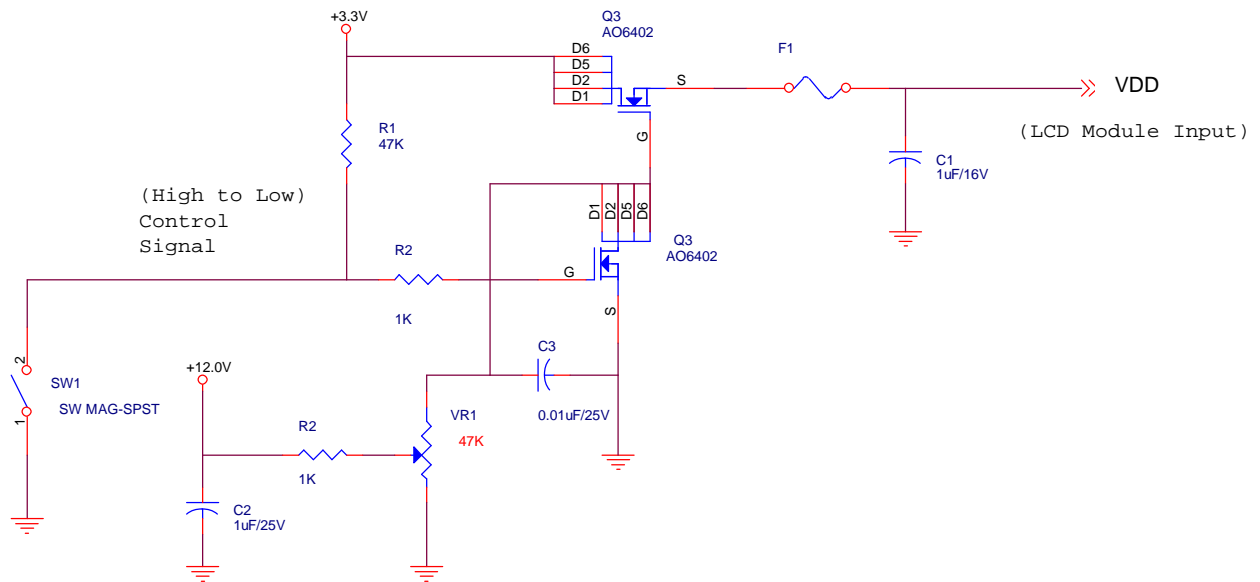 +3.3V
Q3
AO6402
D6
D5
D2
D1
S
G
F1
VDD
(LCD Module Input)
R1
47K
C1
1uF/16V
(High to Low)
Control
Signal
D1
D2
D5
D6
Q3
AO6402
R2
1K
G
S
2
1
SW1
SW MAG-SPST
+12.0V
C3
0.01uF/25V
VR1
47K
R2
1K
C2
1uF/25V